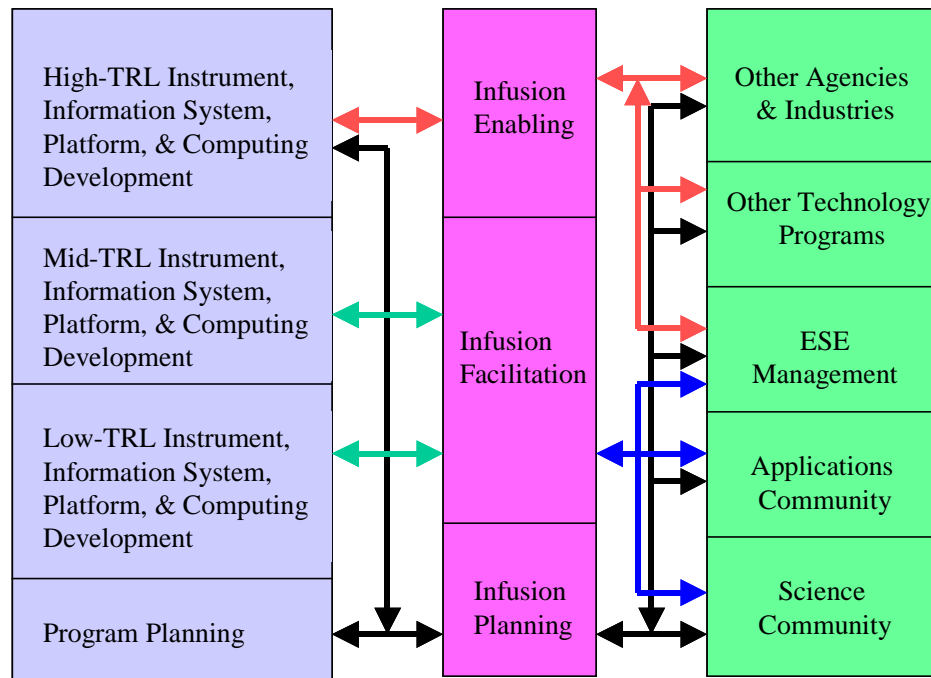 High-TRL Instrument,
Information System,
Platform, & Computing
Development
Mid-TRL Instrument,
Information System,
Platform, & Computing
Development
Low-TRL Instrument,
Information System,
Platform, & Computing
Development
Program Planning
Infusion
Enabling
Infusion
Facilitation
Infusion
Planning
Other Agencies
& Industries
Other Technology
Programs
ESE
Management
Applications
Community
Science
Community